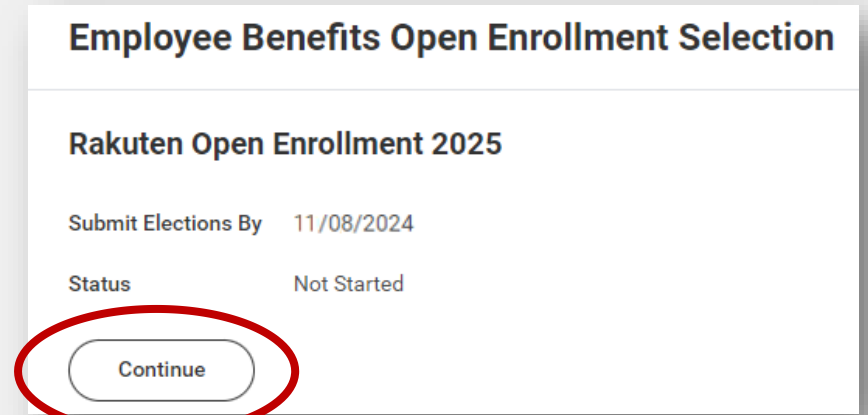 Employee Benefits Open Enrollment Selection
Rakuten Open Enrollment 2025
Submit Elections By 11/08/2024
Status Not Started
Continue